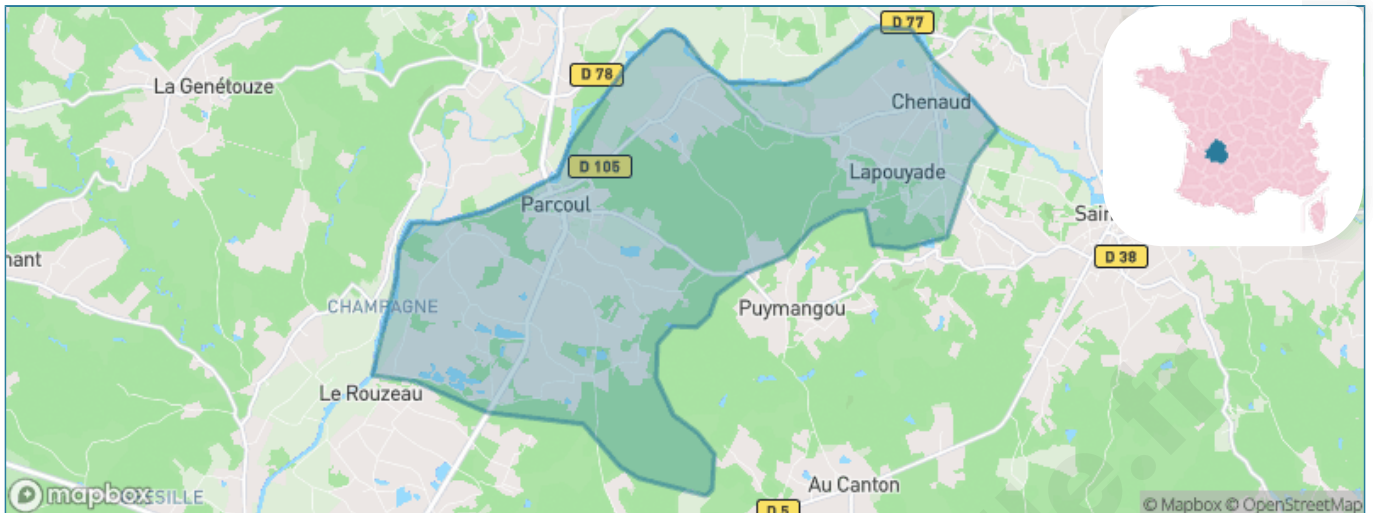 D 77
D 78
La Genétouze
Chenaud
D 105
Lapouyade
Parcoul
D 38
CHAMPAGNE
Puymangou
Le Rouzeau
Au Canton
mapbox
D 5
© Mapbox © OpenStreetMap